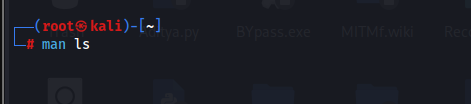 ┌──(root㉿kali)-[~]
└─# man ls
BYpass.exe
MITMf.wiki